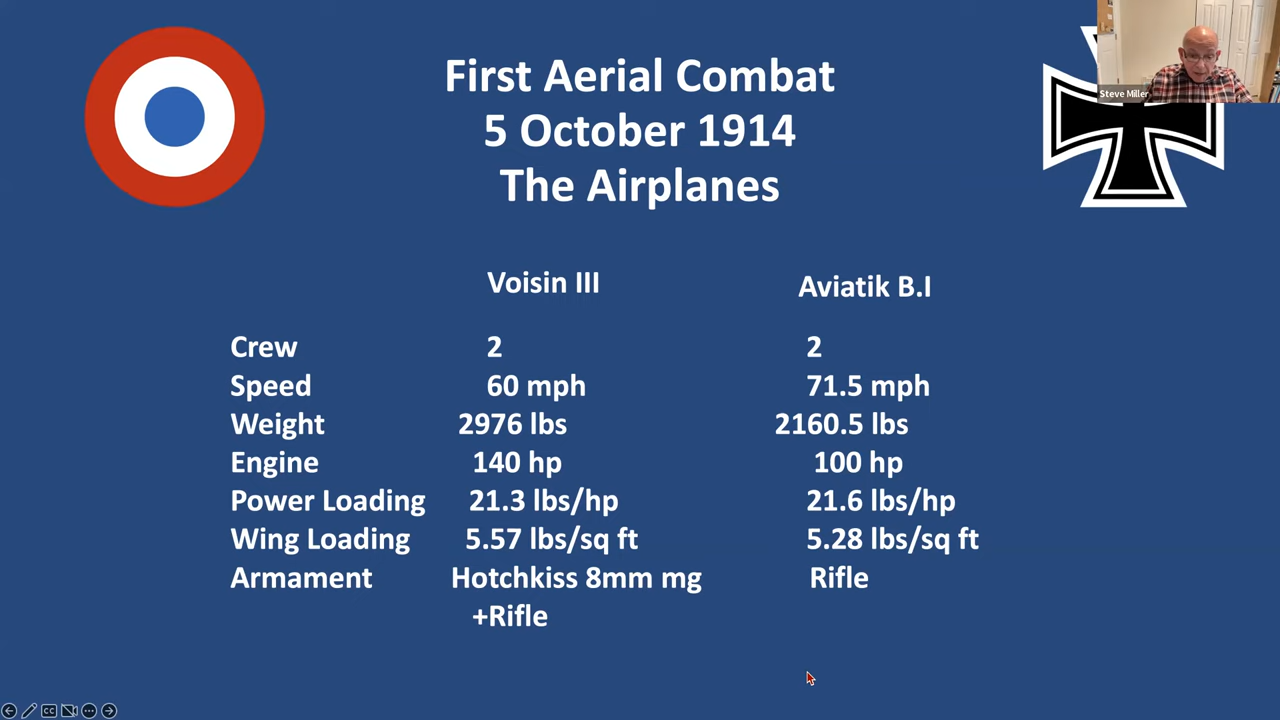 First Aerial Combat
5 October 1914
The Airplanes
Steve Miller
Voisin III Aviatik B.I
Crew 2 2
Speed 60 mph 71.5 mph
Weight 2976 lbs 2160.5 lbs
Engine 140 hp 100 hp
Power Loading 21.3 lbs/hp 21.6 lbs/hp
Wing Loading 5.57 lbs/sq ft 5.28 lbs/sq ft
Armament Hotchkiss 8mm mg Rifle
+Rifle
CC